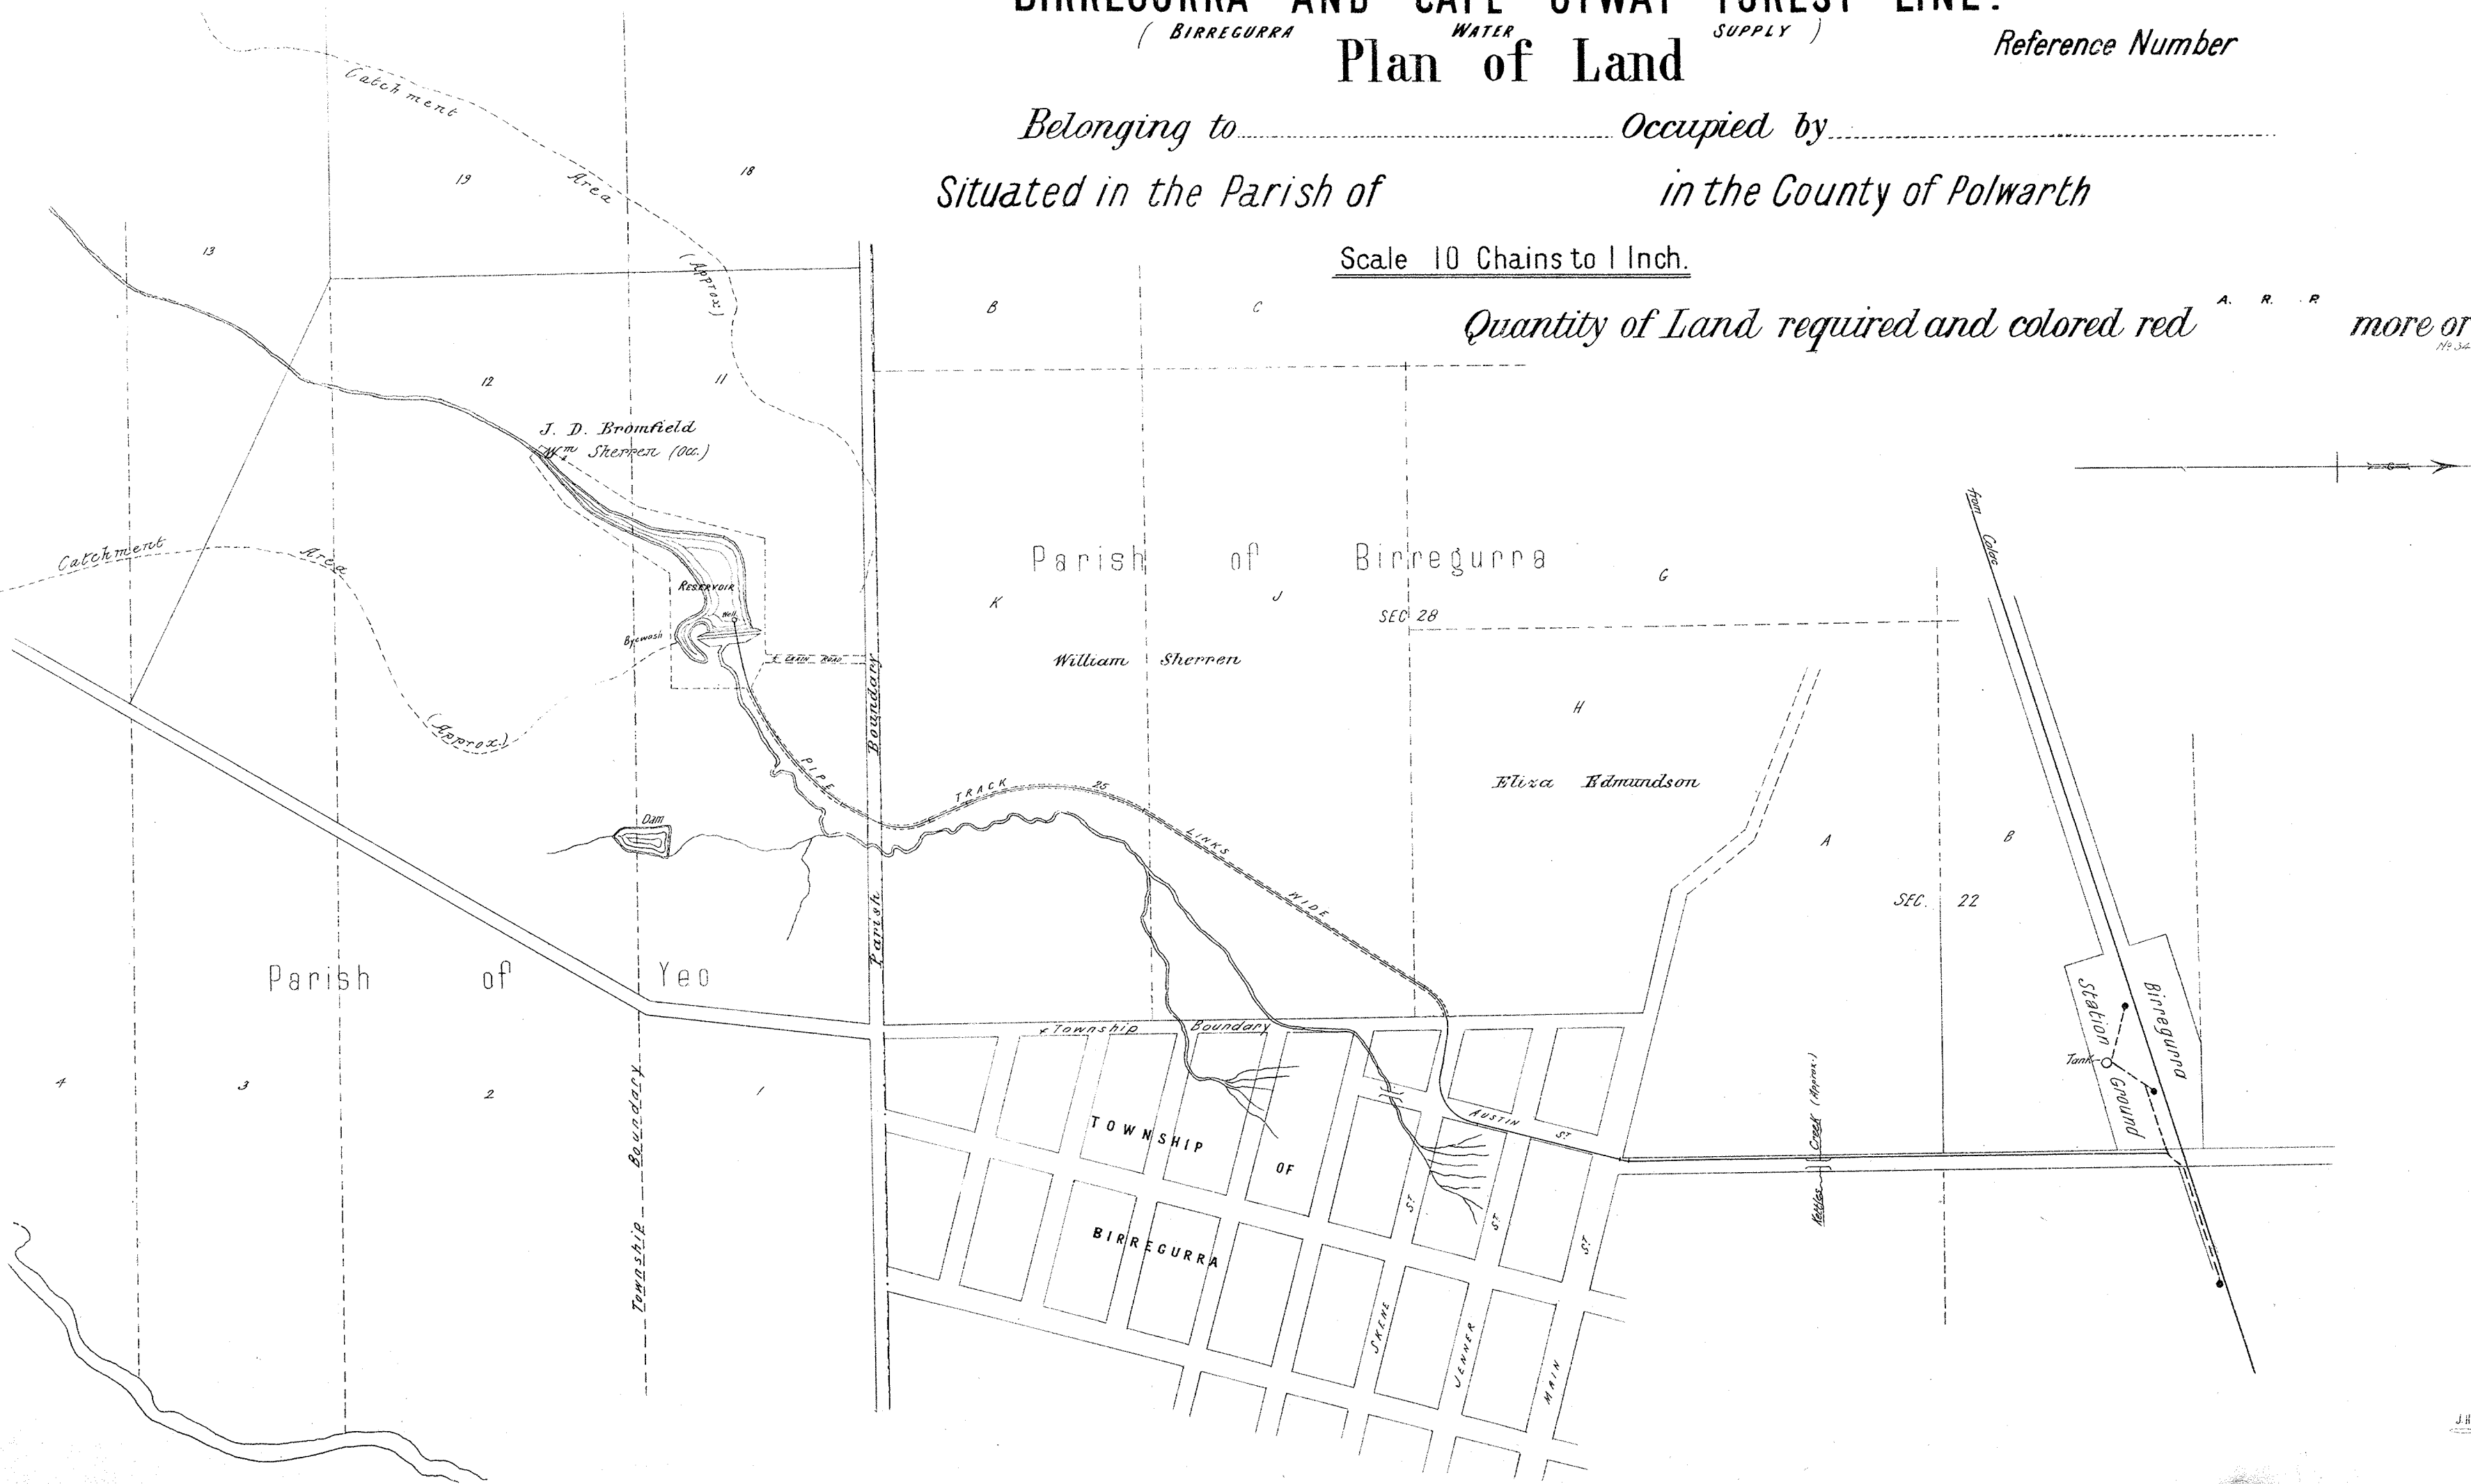 BIRREGURRA AND CAPE OTWAY FOREST LINE.
( BIRREGURRA WATER SUPPLY )
Reference Number
Plan of Land
Belonging to Occupied by
Situated in the Parish of in the County of Polwarth
Scale 10 Chains to 1 Inch.
A. R. P.
Quantity of Land required and colored red more or
Catchment Area (Approx:)
19
18
13
12
11
B
C
J. D. Bromfield
Wm Sherren (Occ.)
Catchment Area (Approx.)
RESERVOIR
Well
Byewash
CHAIN ROAD
Parish Boundary
Parish of Birregurra
K
J
G
SEC 28
William Sherren
H
Eliza Edmundson
from Colac
PIPE TRACK 25 LINKS WIDE
Dam
A
B
SEC. 22
Parish of Yeo
Township Boundary
4
3
2
1
Township Boundary
TOWNSHIP OF
BIRREGURRA
AUSTIN ST.
SKENE ST.
JENNER ST.
MAIN ST.
Kettles Creek (Approx.)
Tank
Birregurra
Station Ground
J.H